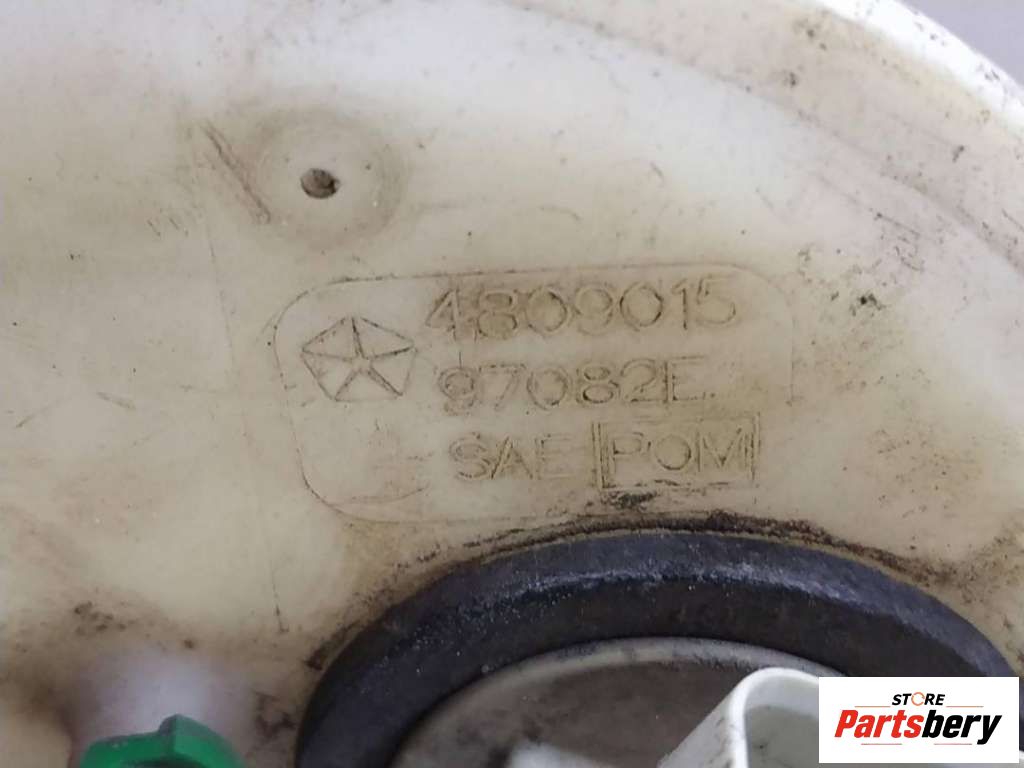 4809015
97082E
SAE POM
STORE
Partsbery